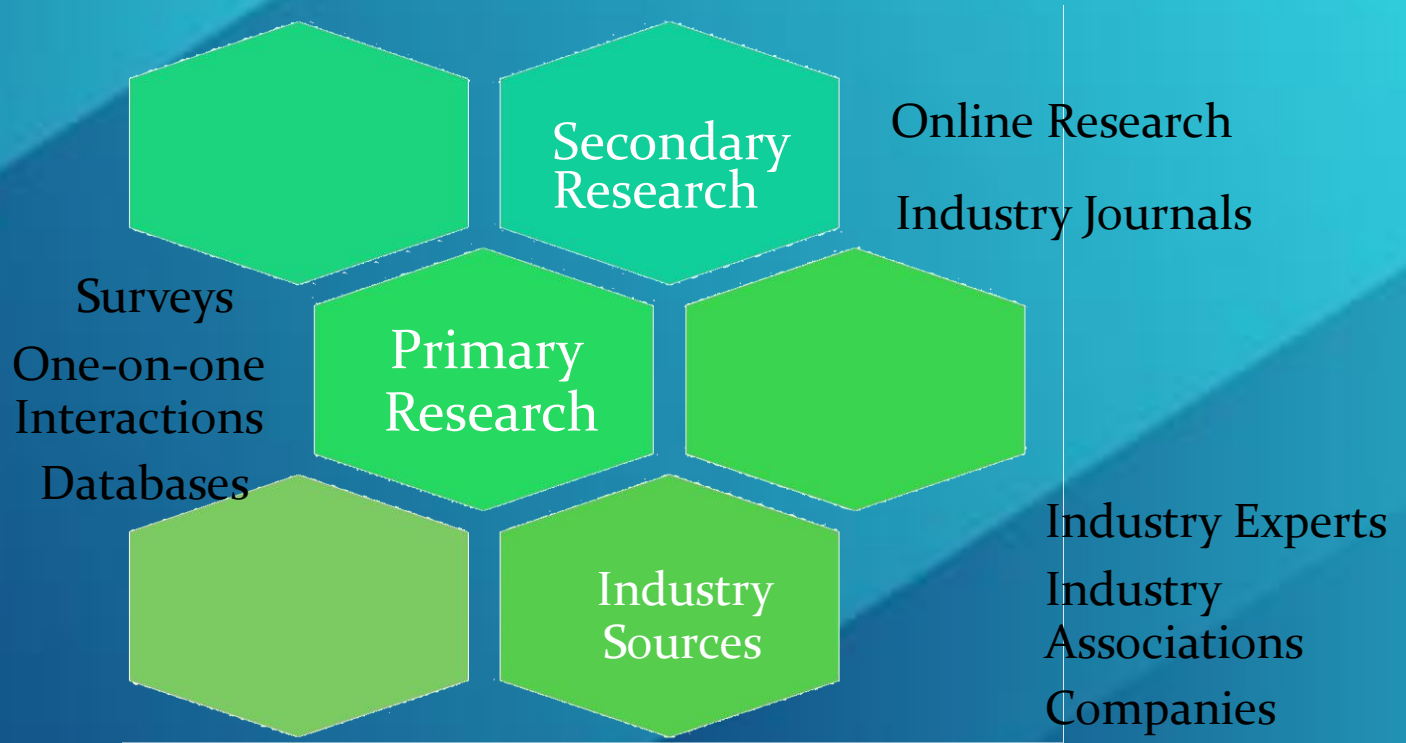 Secondary
Research
Online Research
Industry Journals
Surveys
One-on-one
Interactions
Databases
Primary
Research
Industry
Sources
Industry Experts
Industry
Associations
Companies